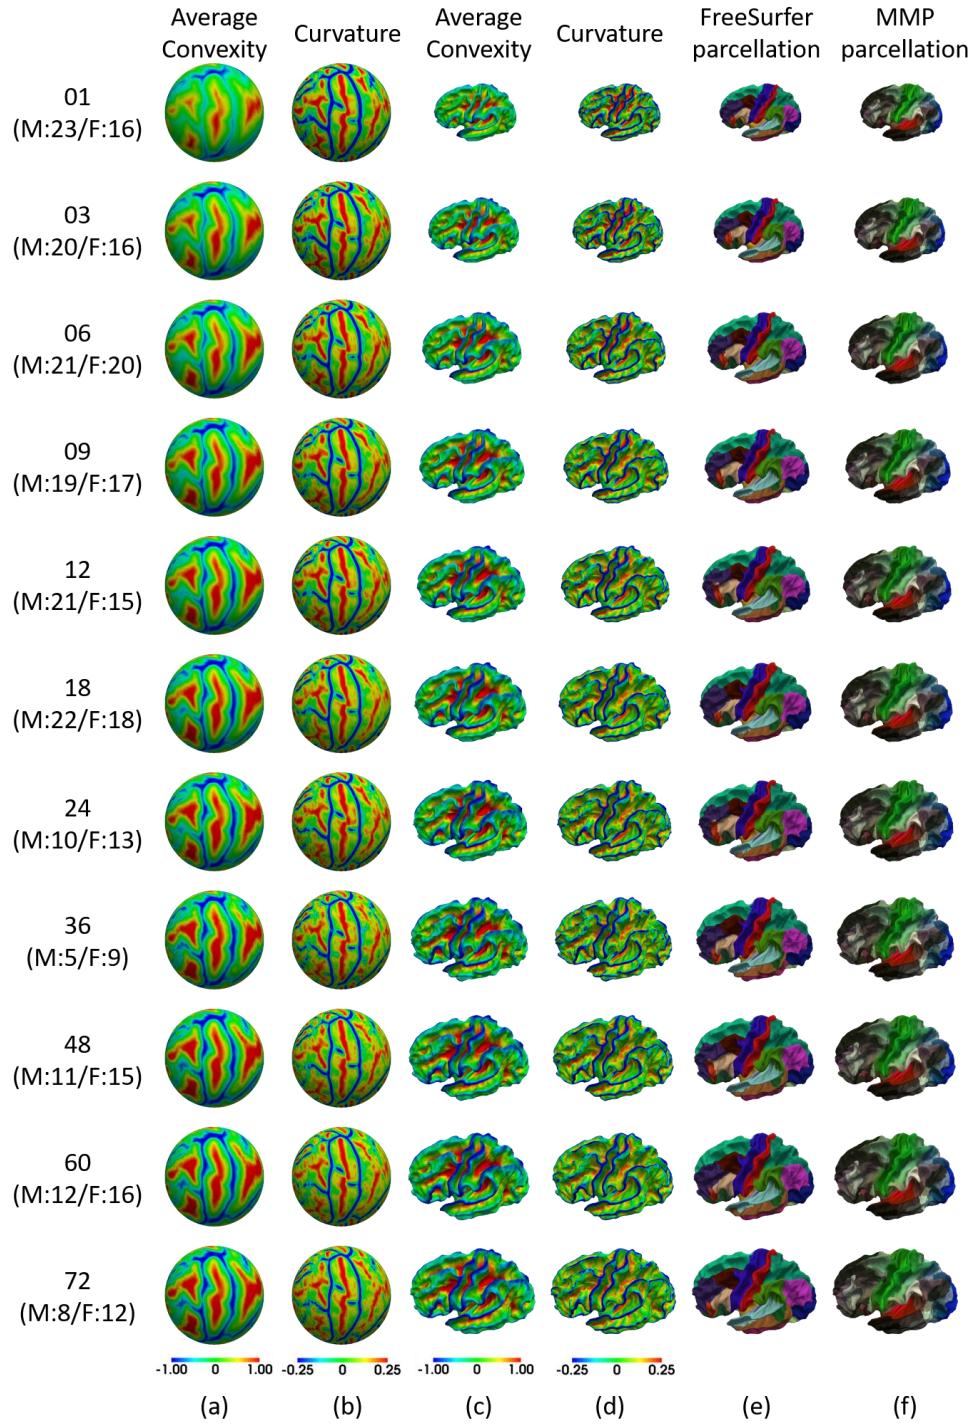 Average Convexity
Curvature
Average Convexity
Curvature
FreeSurfer parcellation
MMP parcellation
01
(M:23/F:16)
03
(M:20/F:16)
06
(M:21/F:20)
09
(M:19/F:17)
12
(M:21/F:15)
18
(M:22/F:18)
24
(M:10/F:13)
36
(M:5/F:9)
48
(M:11/F:15)
60
(M:12/F:16)
72
(M:8/F:12)
-1.00 0 1.00 -0.25 0 0.25 -1.00 0 1.00 -0.25 0 0.25
(a) (b) (c) (d) (e) (f)